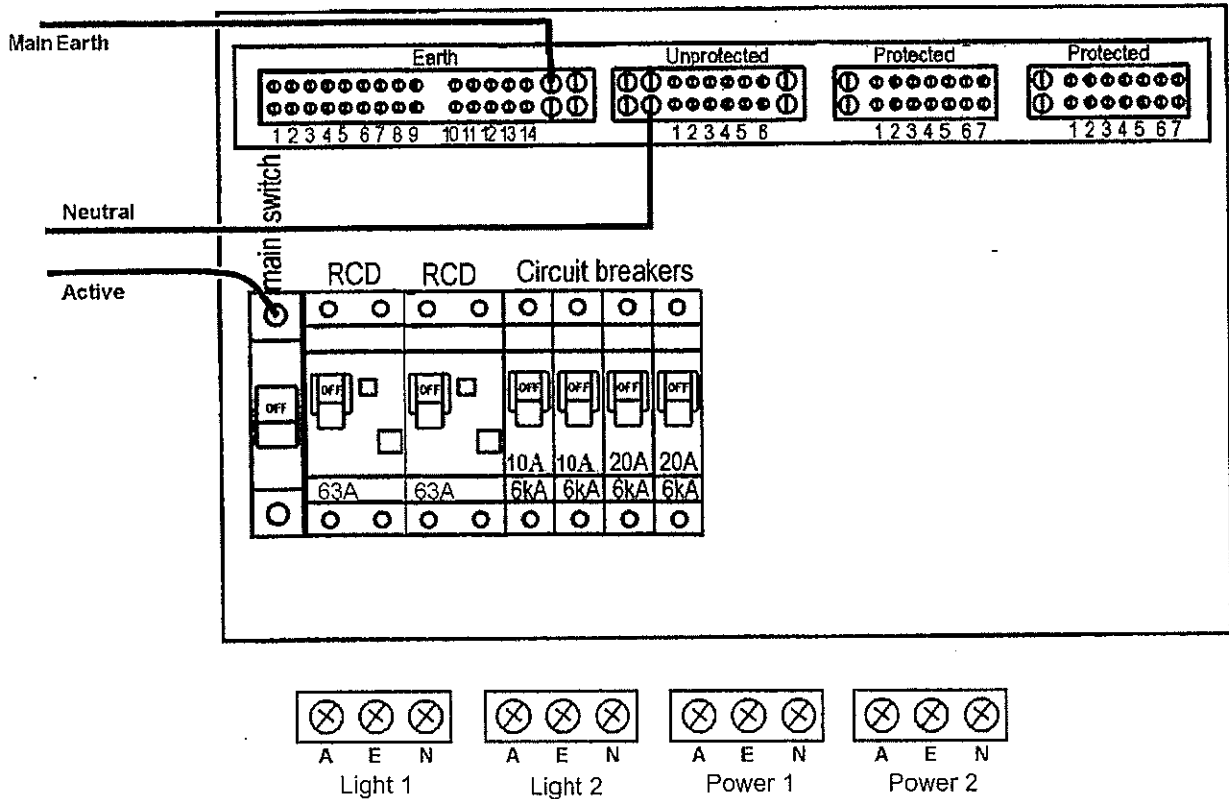 Main Earth
Earth Unprotected Protected Protected
1 2 3 4 5 6 7 8 9 10 11 12 13 14 1 2 3 4 5 6 1 2 3 4 5 6 7 1 2 3 4 5 6 7
main switch
Neutral
Active
RCD RCD Circuit breakers
OFF OFF OFF OFF OFF OFF OFF
10A 10A 20A 20A
63A 63A 6kA 6kA 6kA 6kA
A E N A E N A E N A E N
Light 1 Light 2 Power 1 Power 2